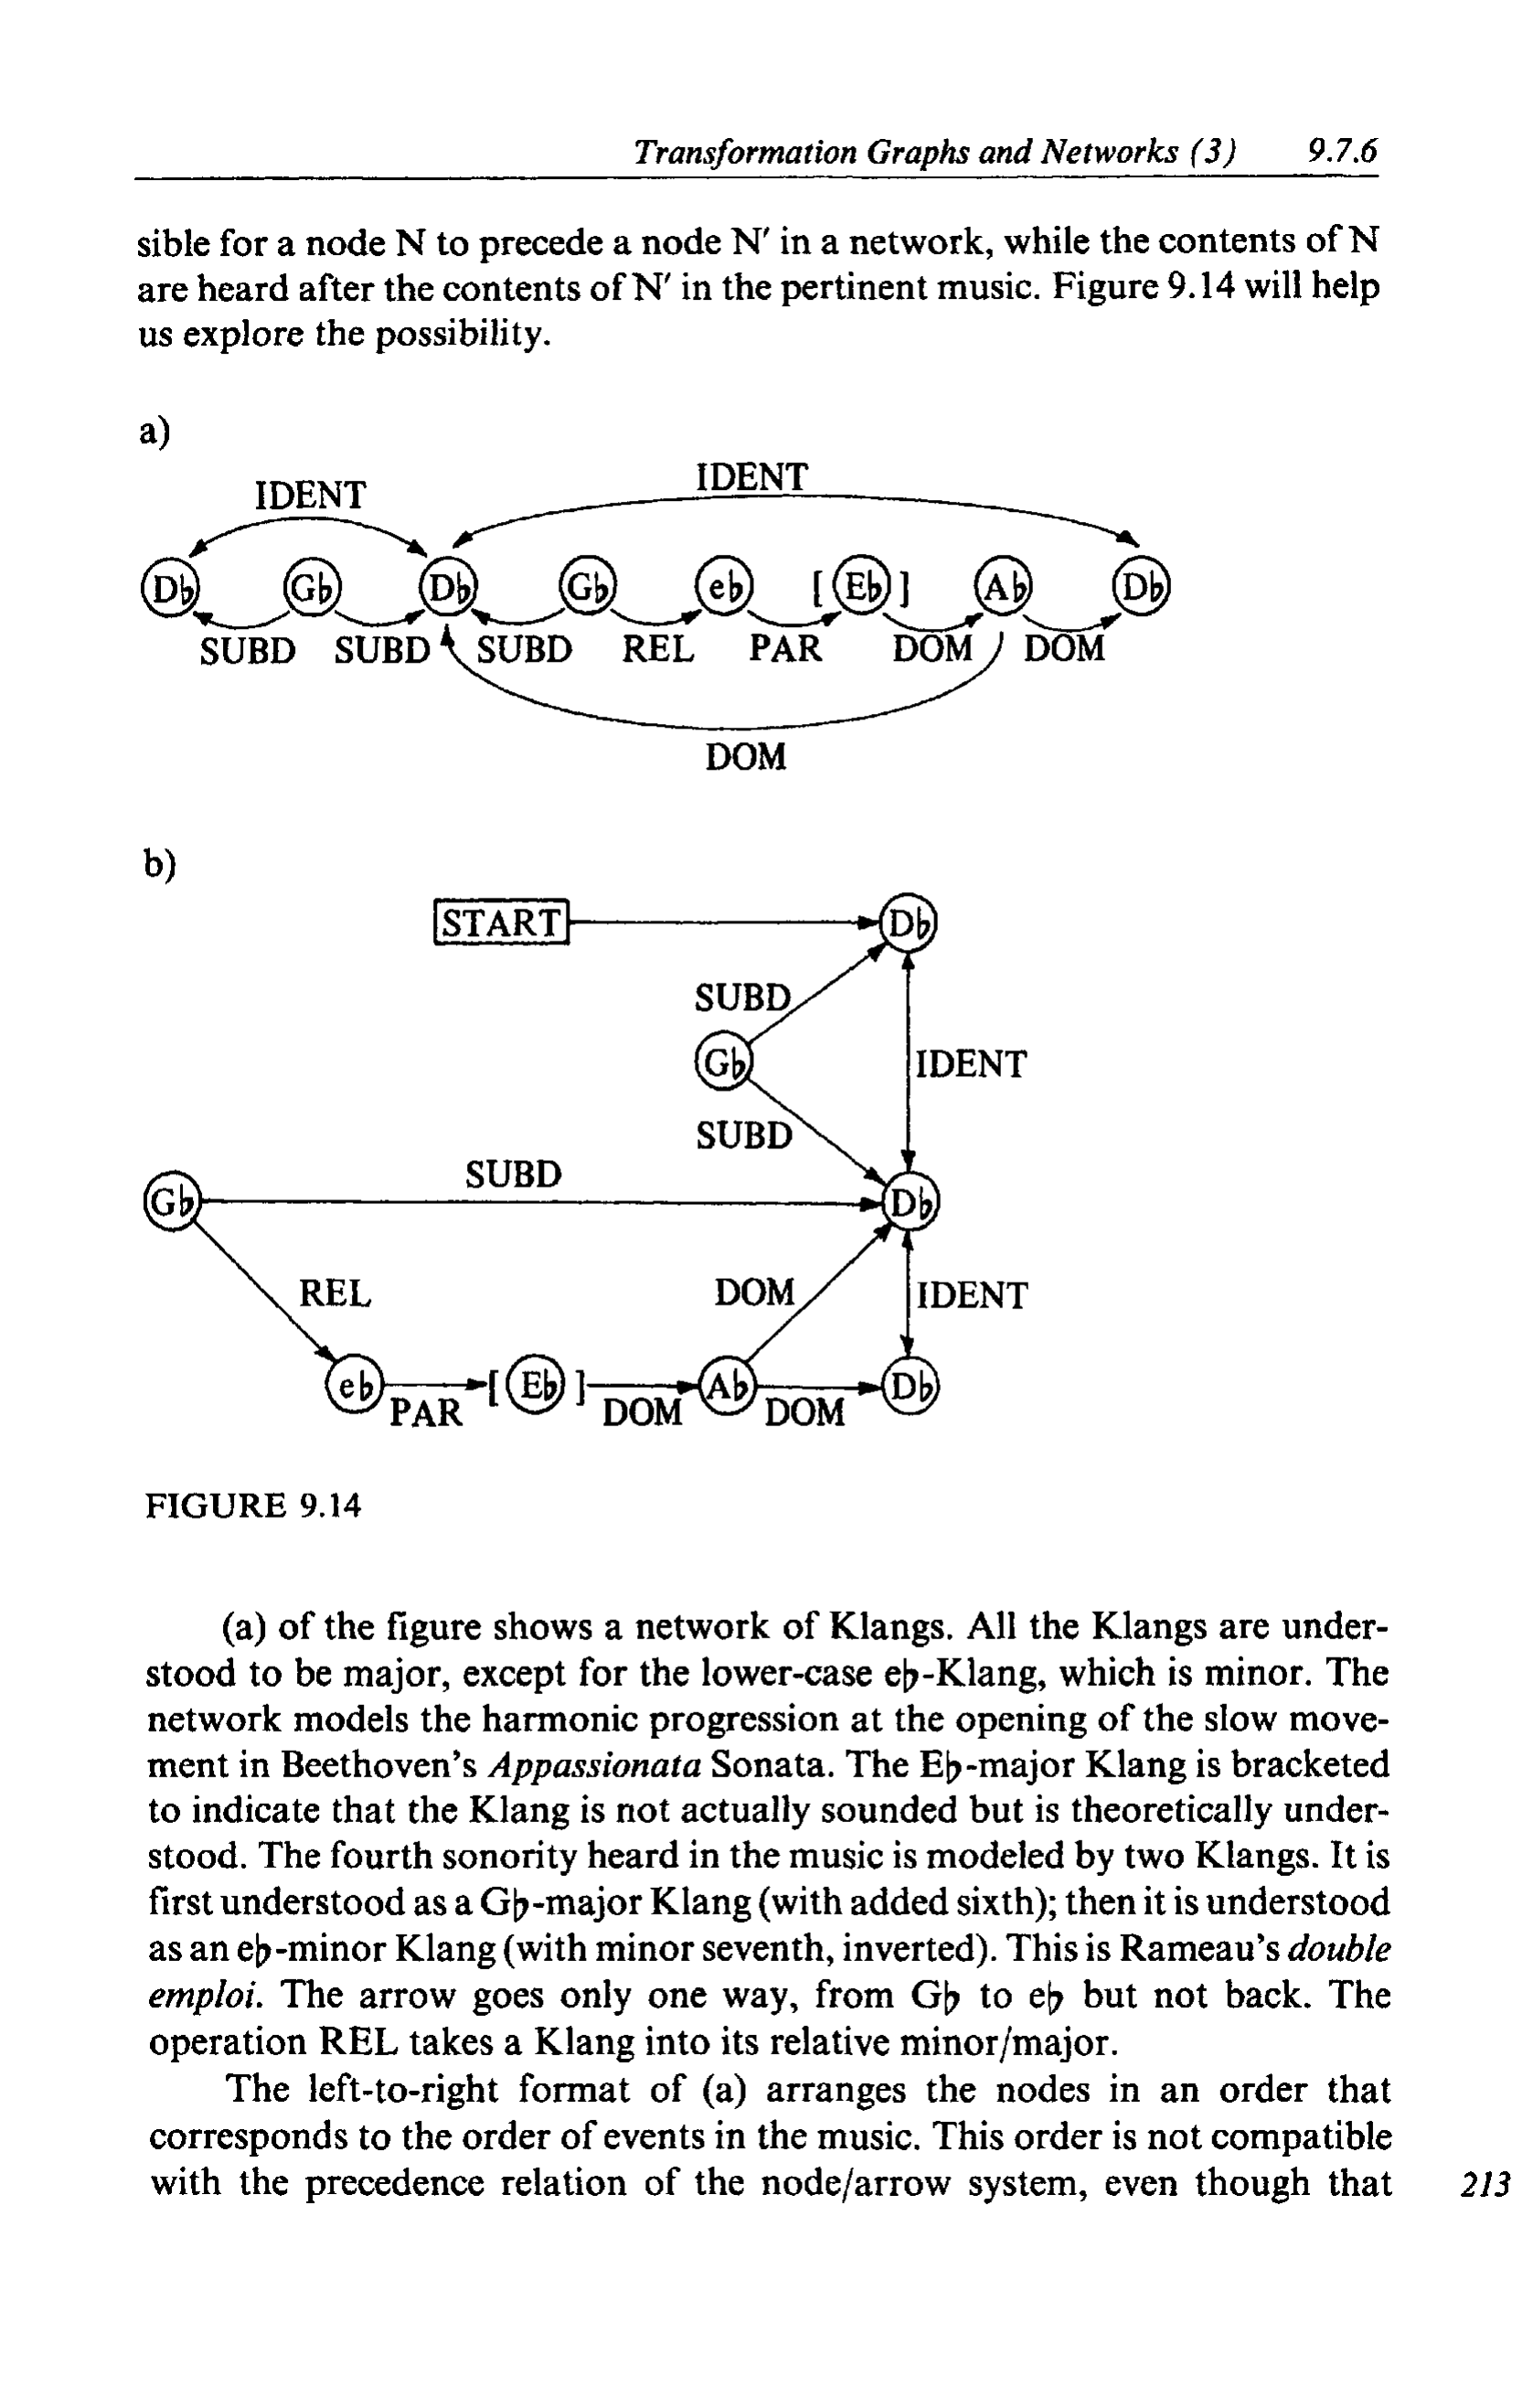 Transformation Graphs and Networks (3) 9.7.6
sible for a node N to precede a node N′ in a network, while the contents of N
are heard after the contents of N′ in the pertinent music. Figure 9.14 will help
us explore the possibility.
a)
IDENT IDENT
D♭ G♭ D♭ G♭ e♭ [E♭] A♭ D♭
SUBD SUBD SUBD REL PAR DOM DOM
DOM
b)
START D♭
SUBD
G♭ IDENT
SUBD
SUBD
G♭ D♭
REL DOM IDENT
e♭ [E♭] A♭ D♭
PAR DOM DOM
FIGURE 9.14
(a) of the figure shows a network of Klangs. All the Klangs are under-
stood to be major, except for the lower-case e♭-Klang, which is minor. The
network models the harmonic progression at the opening of the slow move-
ment in Beethoven's Appassionata Sonata. The E♭-major Klang is bracketed
to indicate that the Klang is not actually sounded but is theoretically under-
stood. The fourth sonority heard in the music is modeled by two Klangs. It is
first understood as a G♭-major Klang (with added sixth); then it is understood
as an e♭-minor Klang (with minor seventh, inverted). This is Rameau's double
emploi. The arrow goes only one way, from G♭ to e♭ but not back. The
operation REL takes a Klang into its relative minor/major.
The left-to-right format of (a) arranges the nodes in an order that
corresponds to the order of events in the music. This order is not compatible
with the precedence relation of the node/arrow system, even though that
213